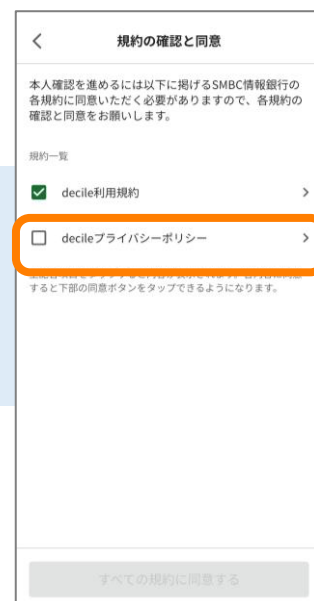 規約の確認と同意
本人確認を進めるには以下に掲げるSMBC情報銀行の
各規約に同意いただく必要がありますので、各規約の
確認と同意をお願いします。
規約一覧
decile利用規約
decileプライバシーポリシー
すると下部の同意ボタンをタップできるようになります。
すべての規約に同意する